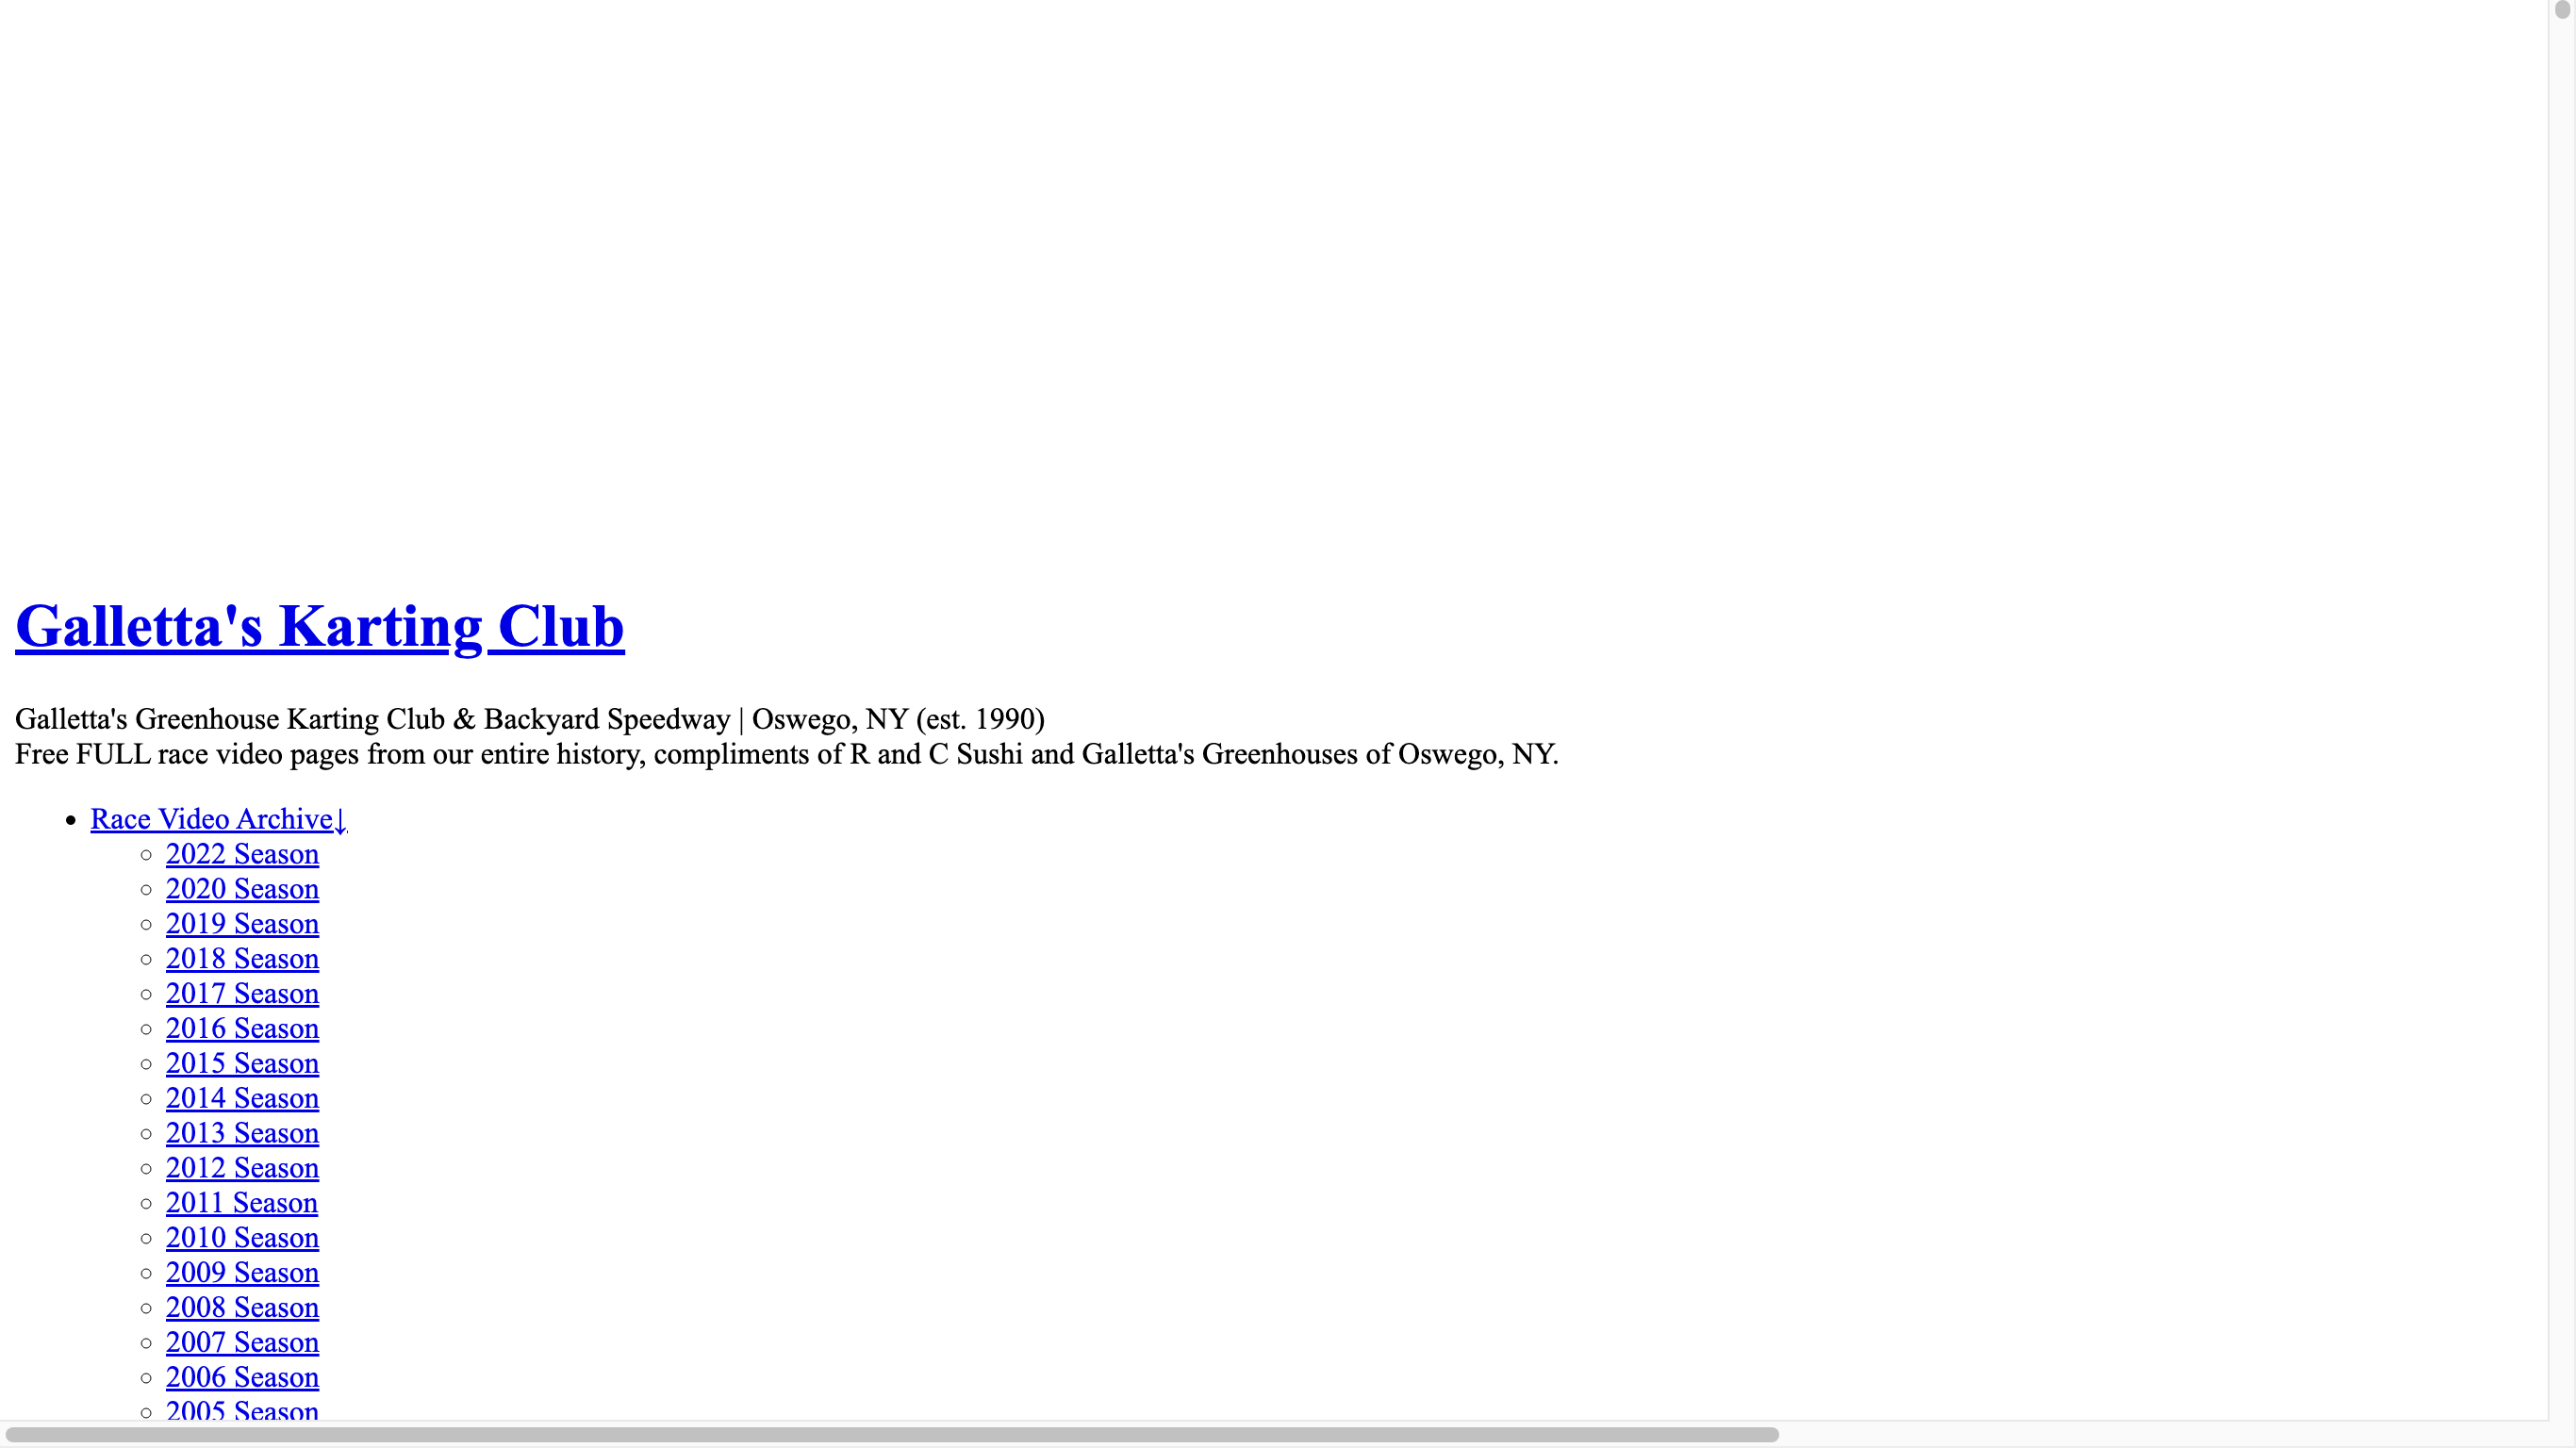 Galletta's Karting Club
Galletta's Greenhouse Karting Club & Backyard Speedway | Oswego, NY (est. 1990)
Free FULL race video pages from our entire history, compliments of R and C Sushi and Galletta's Greenhouses of Oswego, NY.
Race Video Archive↓
2022 Season
2020 Season
2019 Season
2018 Season
2017 Season
2016 Season
2015 Season
2014 Season
2013 Season
2012 Season
2011 Season
2010 Season
2009 Season
2008 Season
2007 Season
2006 Season
2005 Season